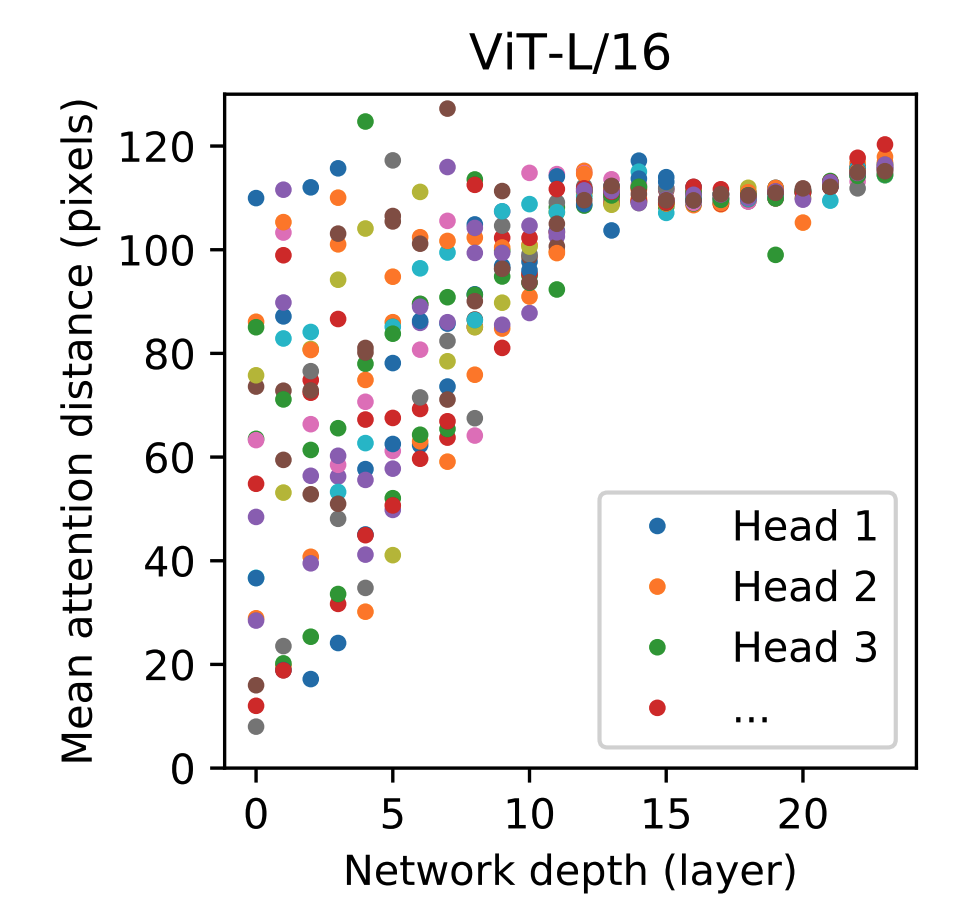 ViT-L/16
Mean attention distance (pixels)
120
100
80
60
40
20
0
Head 1
Head 2
Head 3
...
0 5 10 15 20
Network depth (layer)